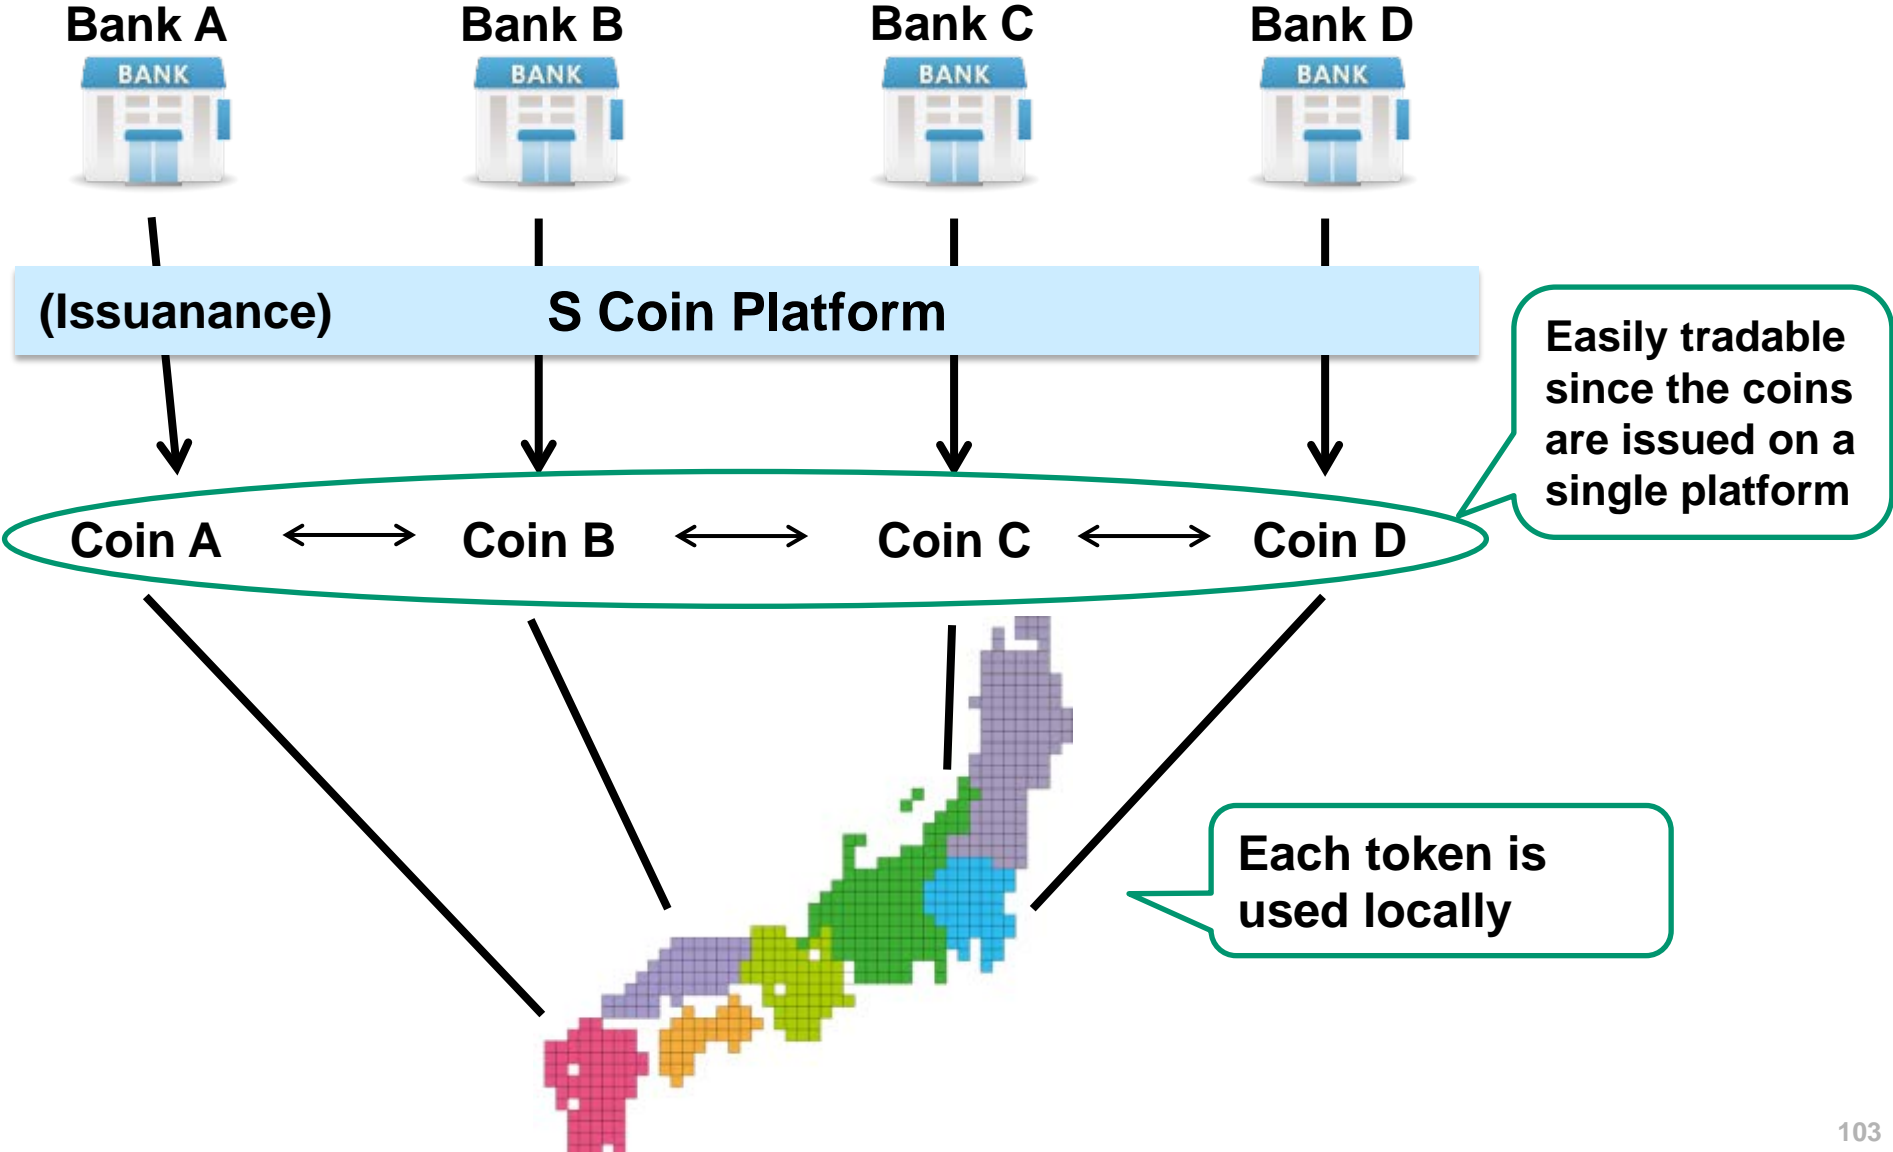 Bank A
Bank B
Bank C
Bank D
BANK
BANK
BANK
BANK
(Issuanance)
S Coin Platform
Easily tradable
since the coins
are issued on a
single platform
Coin A
Coin B
Coin C
Coin D
Each token is
used locally
103